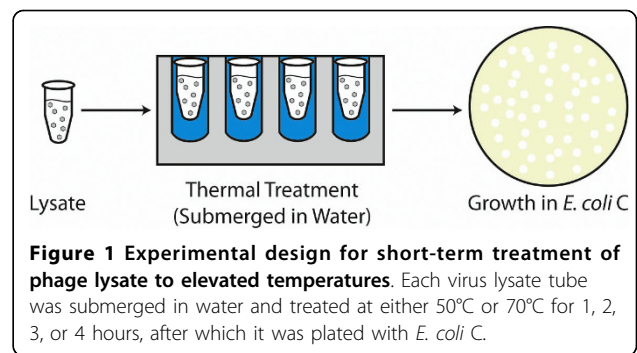 Lysate
Thermal Treatment
(Submerged in Water)
Growth in E. coli C
Figure 1 Experimental design for short-term treatment of
phage lysate to elevated temperatures. Each virus lysate tube
was submerged in water and treated at either 50°C or 70°C for 1, 2,
3, or 4 hours, after which it was plated with E. coli C.